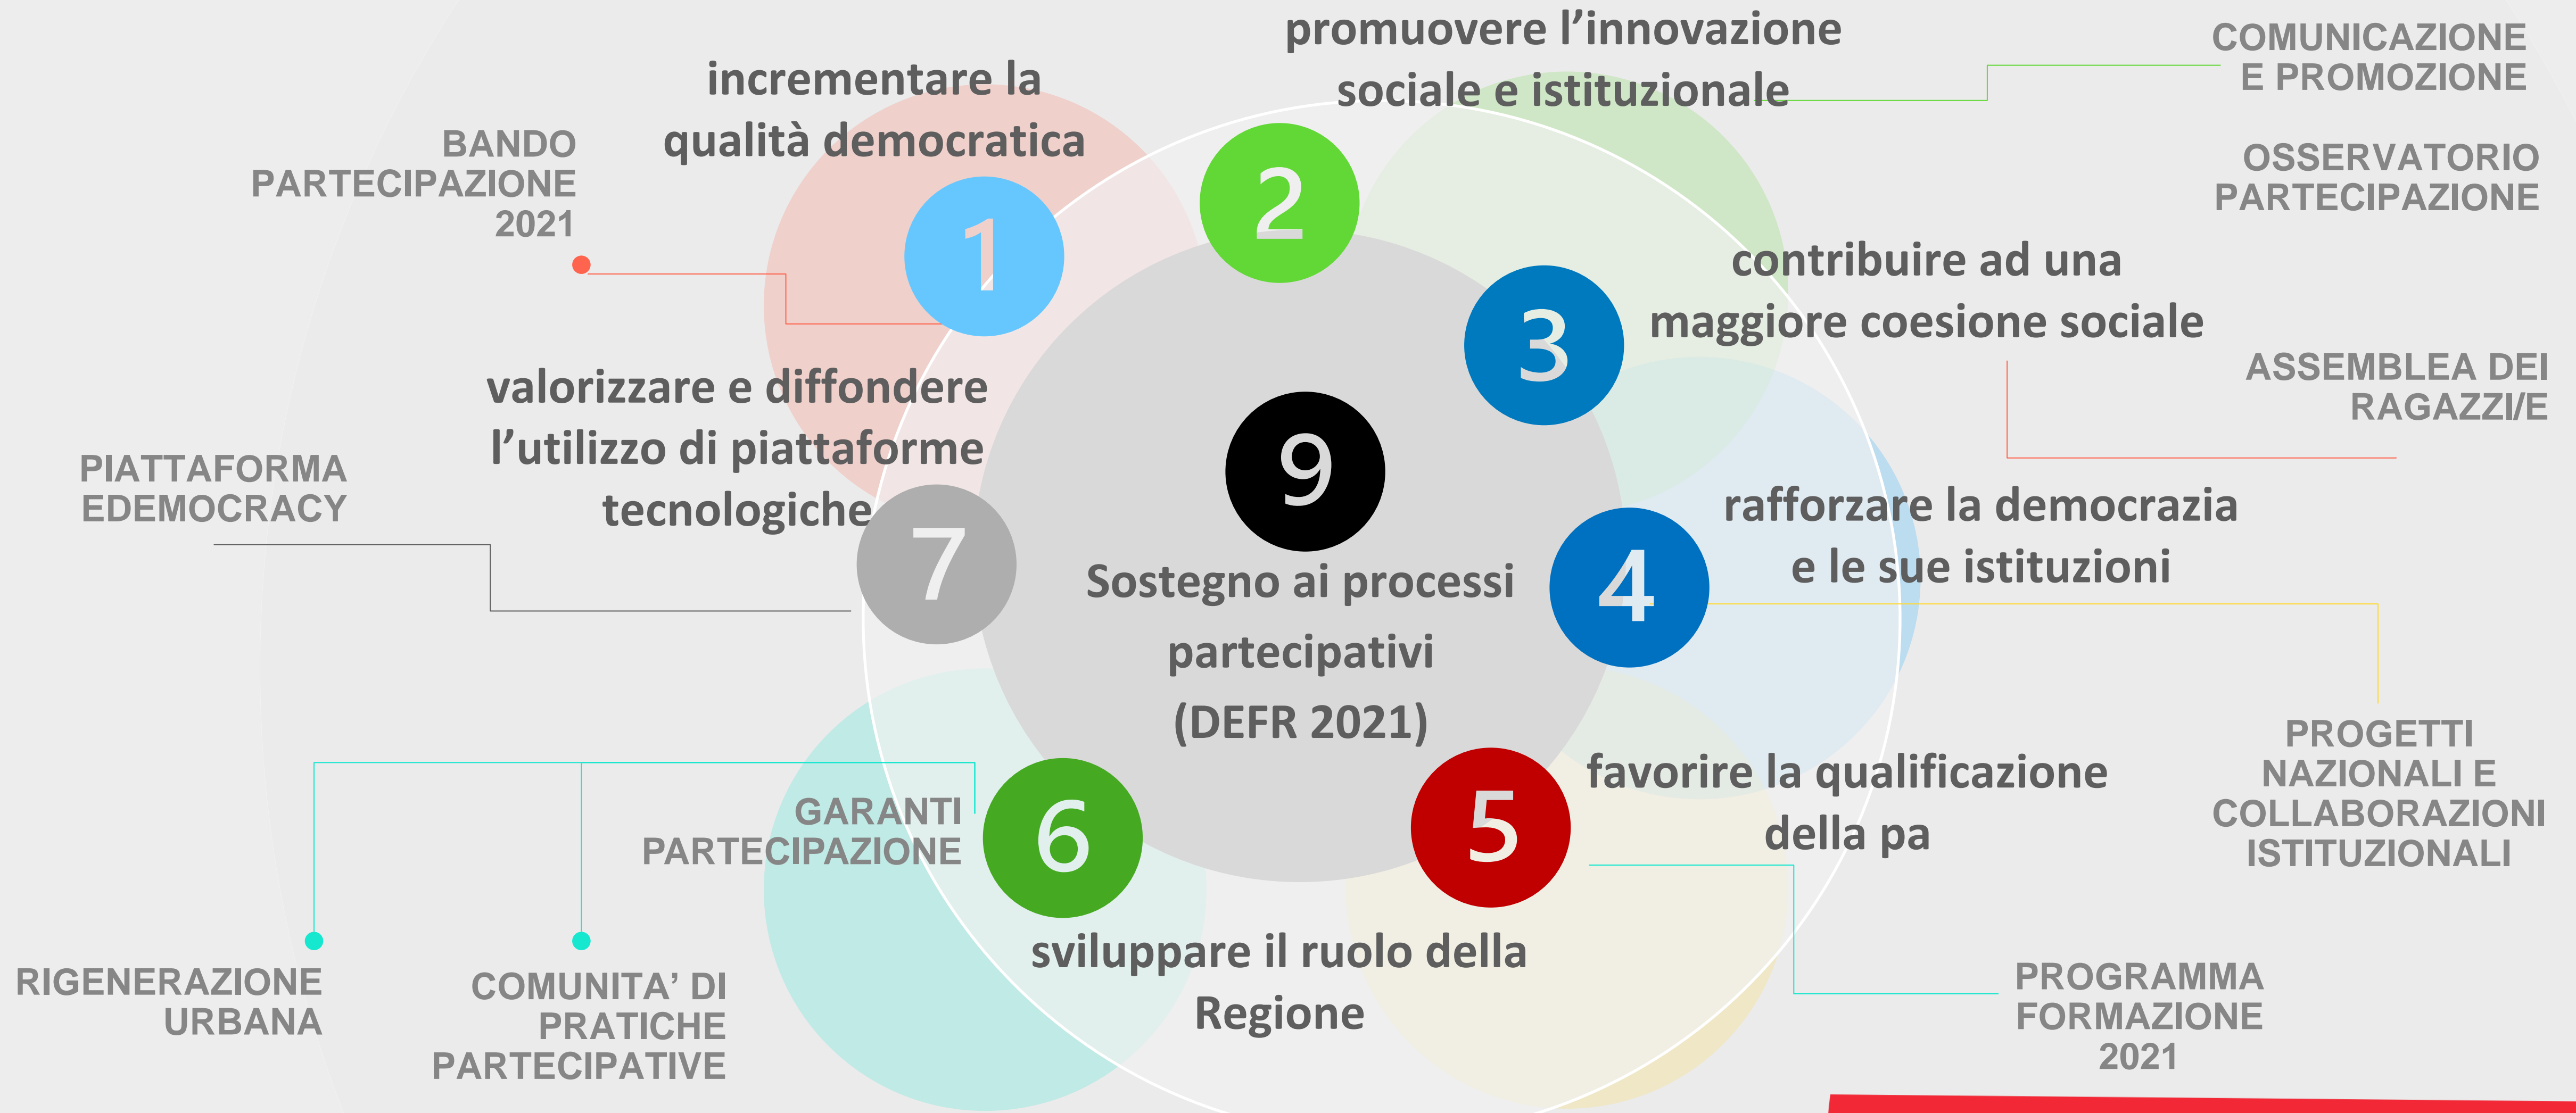 promuovere l’innovazione
sociale e istituzionale
COMUNICAZIONE
E PROMOZIONE
incrementare la
qualità democratica
BANDO
PARTECIPAZIONE
2021
OSSERVATORIO
PARTECIPAZIONE
1
2
3
contribuire ad una
maggiore coesione sociale
ASSEMBLEA DEI
RAGAZZI/E
valorizzare e diffondere
l’utilizzo di piattaforme
tecnologiche
PIATTAFORMA
EDEMOCRACY
7
9
Sostegno ai processi
partecipativi
(DEFR 2021)
4
rafforzare la democrazia
e le sue istituzioni
PROGETTI
NAZIONALI E
COLLABORAZIONI
ISTITUZIONALI
5
favorire la qualificazione
della pa
GARANTI
PARTECIPAZIONE
6
sviluppare il ruolo della
Regione
RIGENERAZIONE
URBANA
COMUNITA’ DI
PRATICHE
PARTECIPATIVE
PROGRAMMA
FORMAZIONE
2021